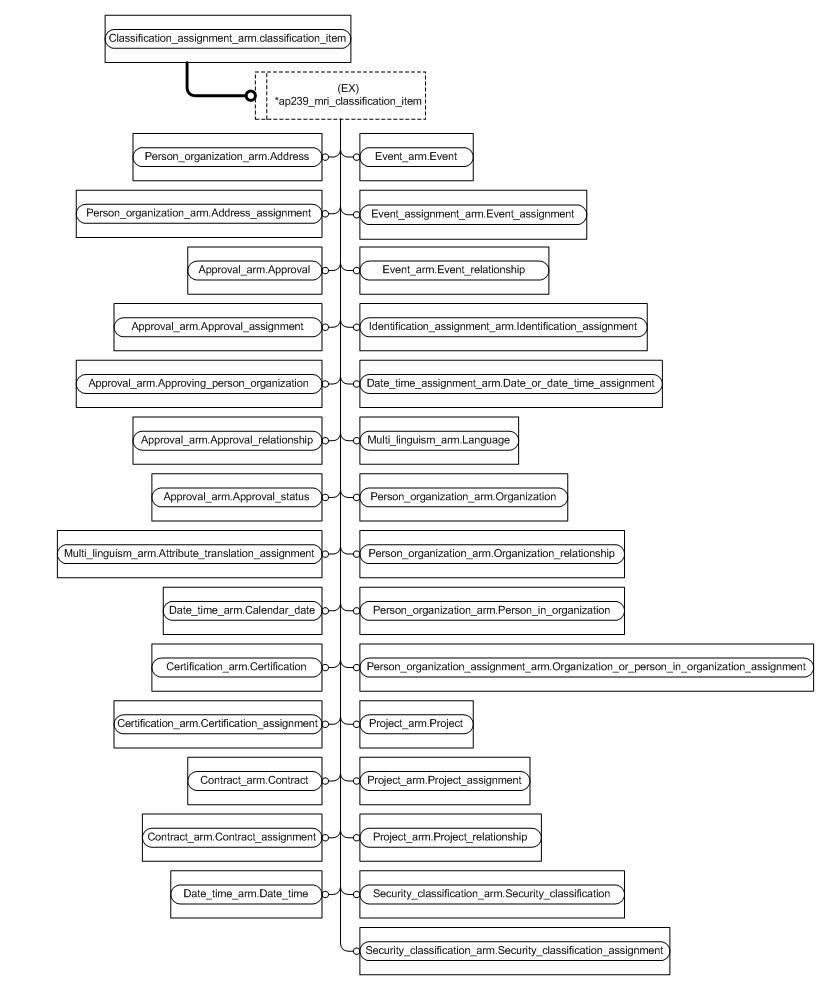 Classification_assignment_arm.classification_item
(EX)
*ap239_mri_classification_item
Person_organization_arm.Address
Event_arm.Event
Person_organization_arm.Address_assignment
Event_assignment_arm.Event_assignment
Approval_arm.Approval
Event_arm.Event_relationship
Approval_arm.Approval_assignment
Identification_assignment_arm.Identification_assignment
Approval_arm.Approving_person_organization
Date_time_assignment_arm.Date_or_date_time_assignment
Approval_arm.Approval_relationship
Multi_linguism_arm.Language
Approval_arm.Approval_status
Person_organization_arm.Organization
Multi_linguism_arm.Attribute_translation_assignment
Person_organization_arm.Organization_relationship
Date_time_arm.Calendar_date
Person_organization_arm.Person_in_organization
Certification_arm.Certification
Person_organization_assignment_arm.Organization_or_person_in_organization_assignment
Certification_arm.Certification_assignment
Project_arm.Project
Contract_arm.Contract
Project_arm.Project_assignment
Contract_arm.Contract_assignment
Project_arm.Project_relationship
Date_time_arm.Date_time
Security_classification_arm.Security_classification
Security_classification_arm.Security_classification_assignment